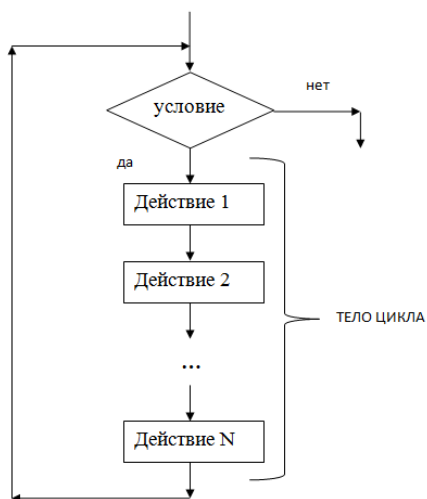 условие
нет
да
Действие 1
Действие 2
ТЕЛО ЦИКЛА
...
Действие N